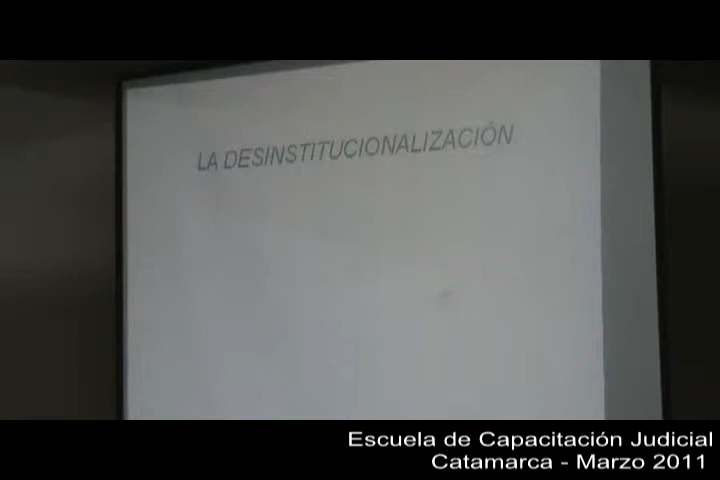 LA DESINSTITUCIONALIZACIÓN
Escuela de Capacitación Judicial
Catamarca - Marzo 2011